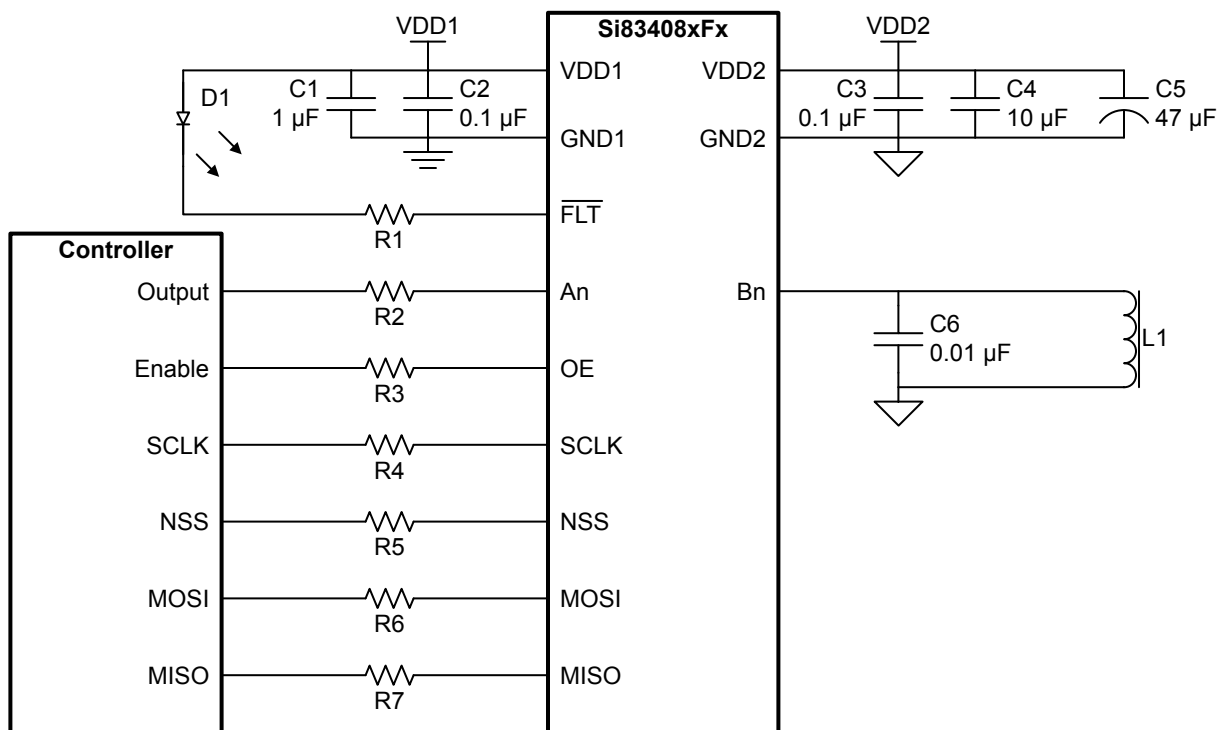 VDD1
Si83408xFx
VDD2
VDD1
VDD2
D1
C1
1 µF
C2
0.1 µF
C3
0.1 µF
C4
10 µF
C5
47 µF
GND1
GND2
FLT
R1
Controller
Output
R2
An
Bn
C6
0.01 µF
L1
Enable
R3
OE
SCLK
R4
SCLK
NSS
R5
NSS
MOSI
R6
MOSI
MISO
R7
MISO